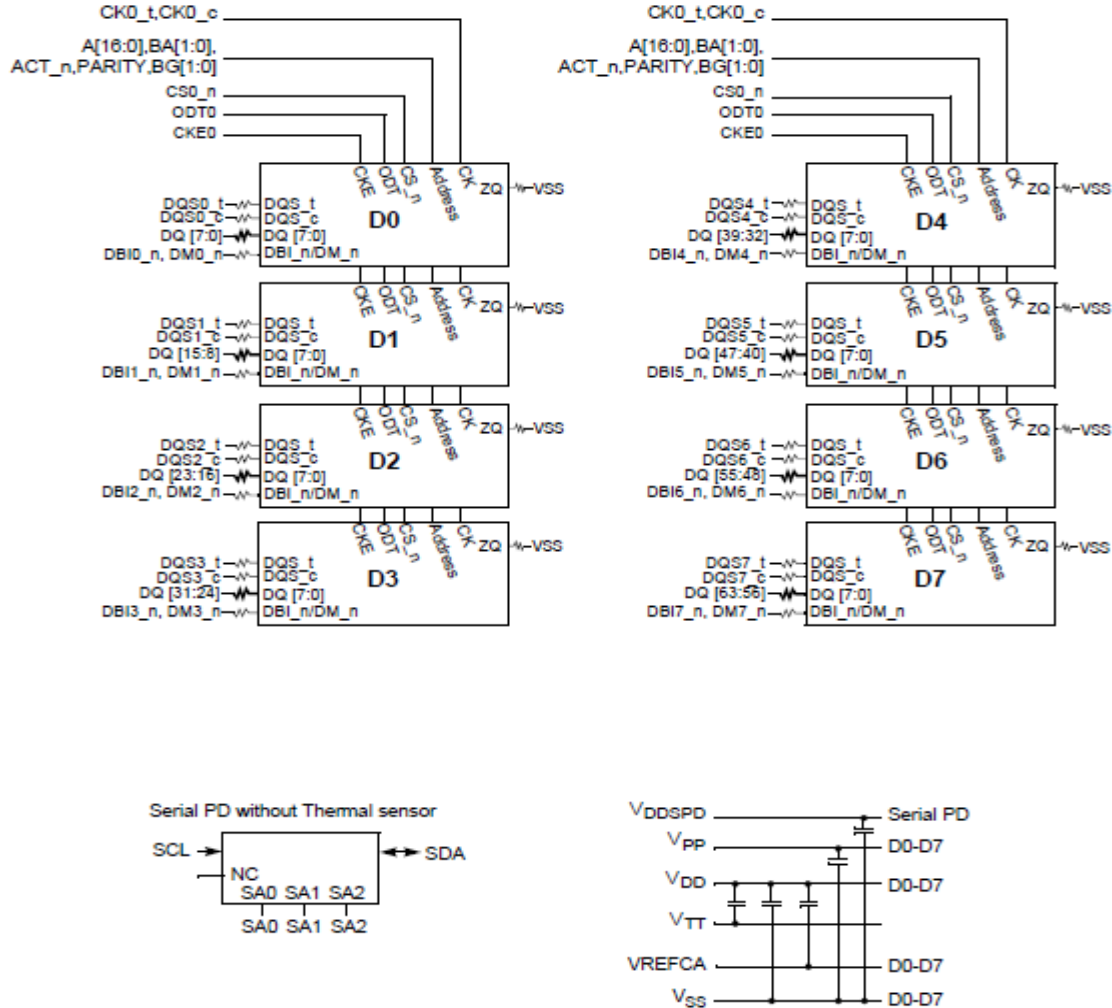 CK0_t,CK0_c
A[16:0],BA[1:0],
ACT_n,PARITY,BG[1:0]
CS0_n
ODT0
CKE0
CKE ODT CS_n Address CK ZQ VSS
DQS0_t DQS_t
DQS0_c DQS_c
D0
DQ [7:0] DQ [7:0]
DBI0_n, DM0_n DBI_n/DM_n
CKE ODT CS_n Address CK ZQ VSS
DQS1_t DQS_t
DQS1_c DQS_c
D1
DQ [15:8] DQ [7:0]
DBI1_n, DM1_n DBI_n/DM_n
CKE ODT CS_n Address CK ZQ VSS
DQS2_t DQS_t
DQS2_c DQS_c
D2
DQ [23:16] DQ [7:0]
DBI2_n, DM2_n DBI_n/DM_n
CKE ODT CS_n Address CK ZQ VSS
DQS3_t DQS_t
DQS3_c DQS_c
D3
DQ [31:24] DQ [7:0]
DBI3_n, DM3_n DBI_n/DM_n
CK0_t,CK0_c
A[16:0],BA[1:0],
ACT_n,PARITY,BG[1:0]
CS0_n
ODT0
CKE0
CKE ODT CS_n Address CK ZQ VSS
DQS4_t DQS_t
DQS4_c DQS_c
D4
DQ [39:32] DQ [7:0]
DBI4_n, DM4_n DBI_n/DM_n
CKE ODT CS_n Address CK ZQ VSS
DQS5_t DQS_t
DQS5_c DQS_c
D5
DQ [47:40] DQ [7:0]
DBI5_n, DM5_n DBI_n/DM_n
CKE ODT CS_n Address CK ZQ VSS
DQS6_t DQS_t
DQS6_c DQS_c
D6
DQ [55:48] DQ [7:0]
DBI6_n, DM6_n DBI_n/DM_n
CKE ODT CS_n Address CK ZQ VSS
DQS7_t DQS_t
DQS7_c DQS_c
D7
DQ [63:56] DQ [7:0]
DBI7_n, DM7_n DBI_n/DM_n
Serial PD without Thermal sensor
SCL SDA
NC
SA0 SA1 SA2
SA0 SA1 SA2
VDDSPD Serial PD
VPP D0-D7
VDD D0-D7
VTT
VREFCA D0-D7
VSS D0-D7